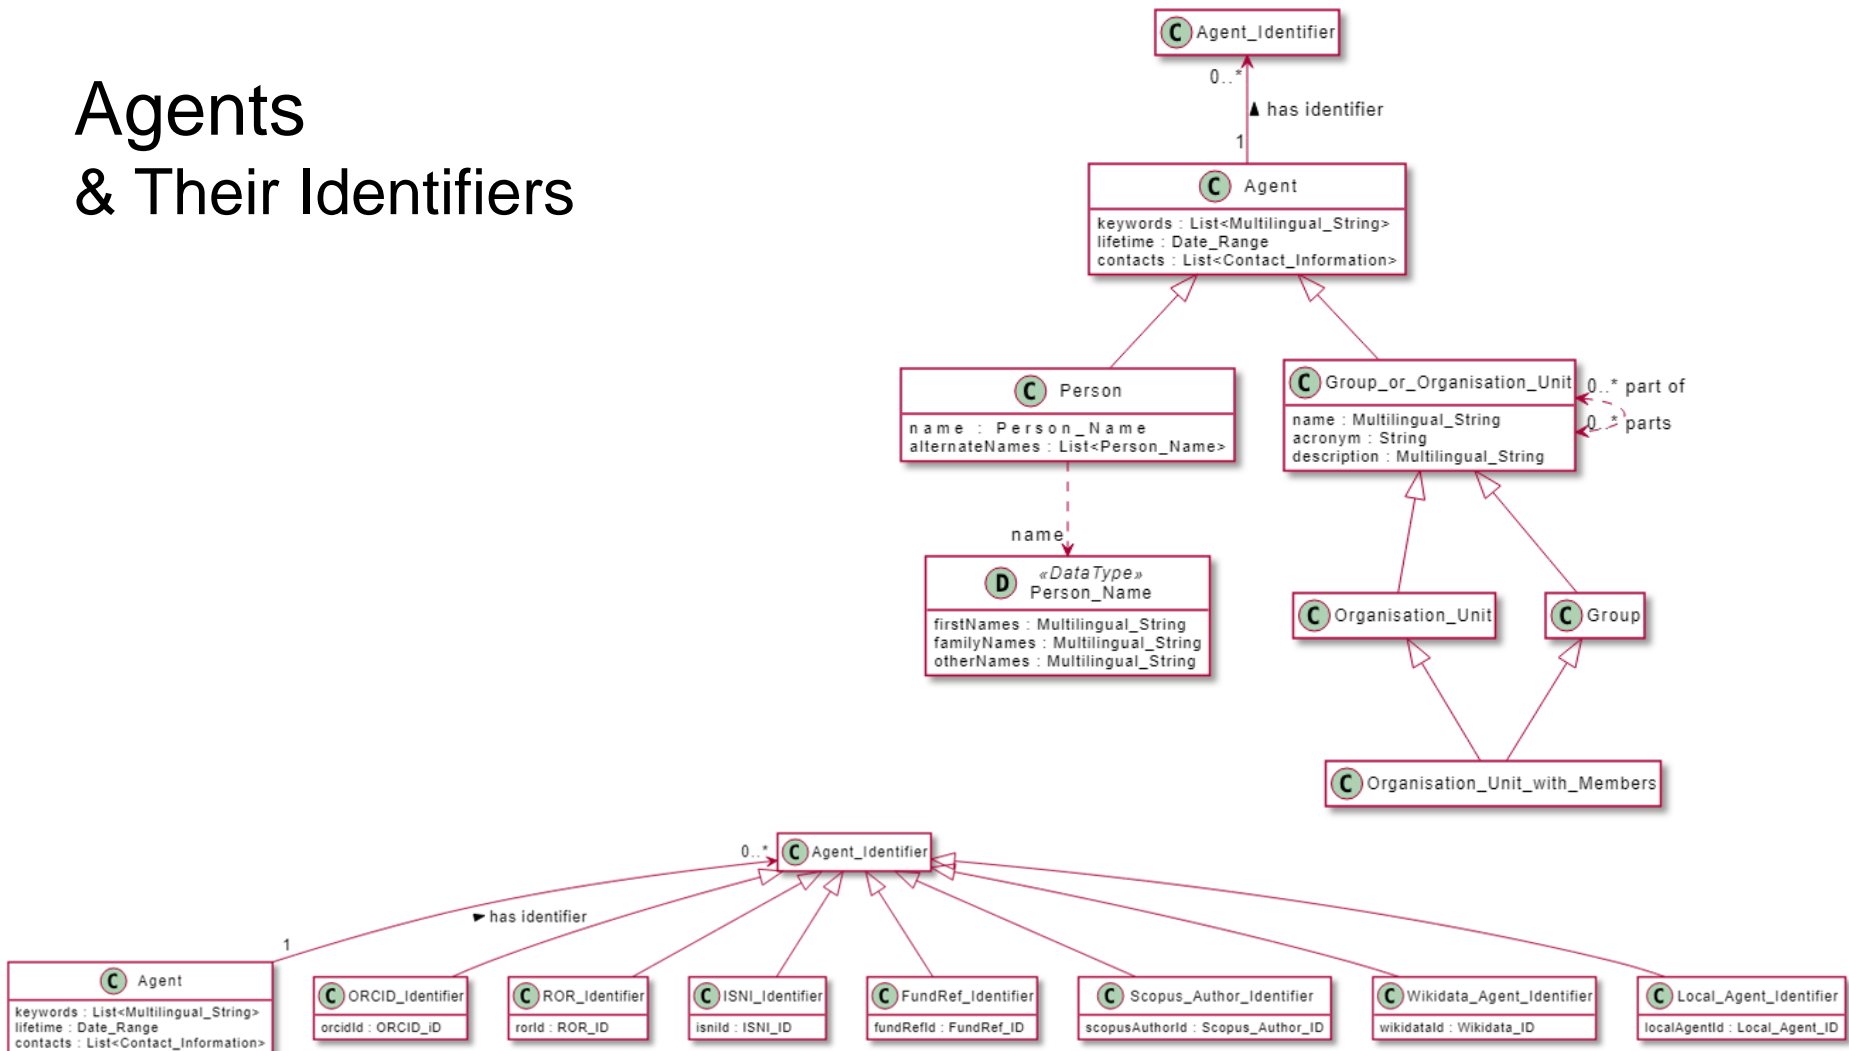 Agents
& Their Identifiers
C Agent_Identifier
0..*
has identifier
1
C Agent
keywords : List<Multilingual_String>
lifetime : Date_Range
contacts : List<Contact_Information>
C Person
name : Person_Name
alternateNames : List<Person_Name>
C Group_or_Organisation_Unit
name : Multilingual_String
acronym : String
description : Multilingual_String
0..* part of
0..* parts
name
D «DataType»
Person_Name
firstNames : Multilingual_String
familyNames : Multilingual_String
otherNames : Multilingual_String
C Organisation_Unit
C Group
C Organisation_Unit_with_Members
0..*
C Agent_Identifier
has identifier
1
C Agent
keywords : List<Multilingual_String>
lifetime : Date_Range
contacts : List<Contact_Information>
C ORCID_Identifier
orcidId : ORCID_iD
C ROR_Identifier
rorId : ROR_ID
C ISNI_Identifier
isniId : ISNI_ID
C FundRef_Identifier
fundRefId : FundRef_ID
C Scopus_Author_Identifier
scopusAuthorId : Scopus_Author_ID
C Wikidata_Agent_Identifier
wikidataId : Wikidata_ID
C Local_Agent_Identifier
localAgentId : Local_Agent_ID